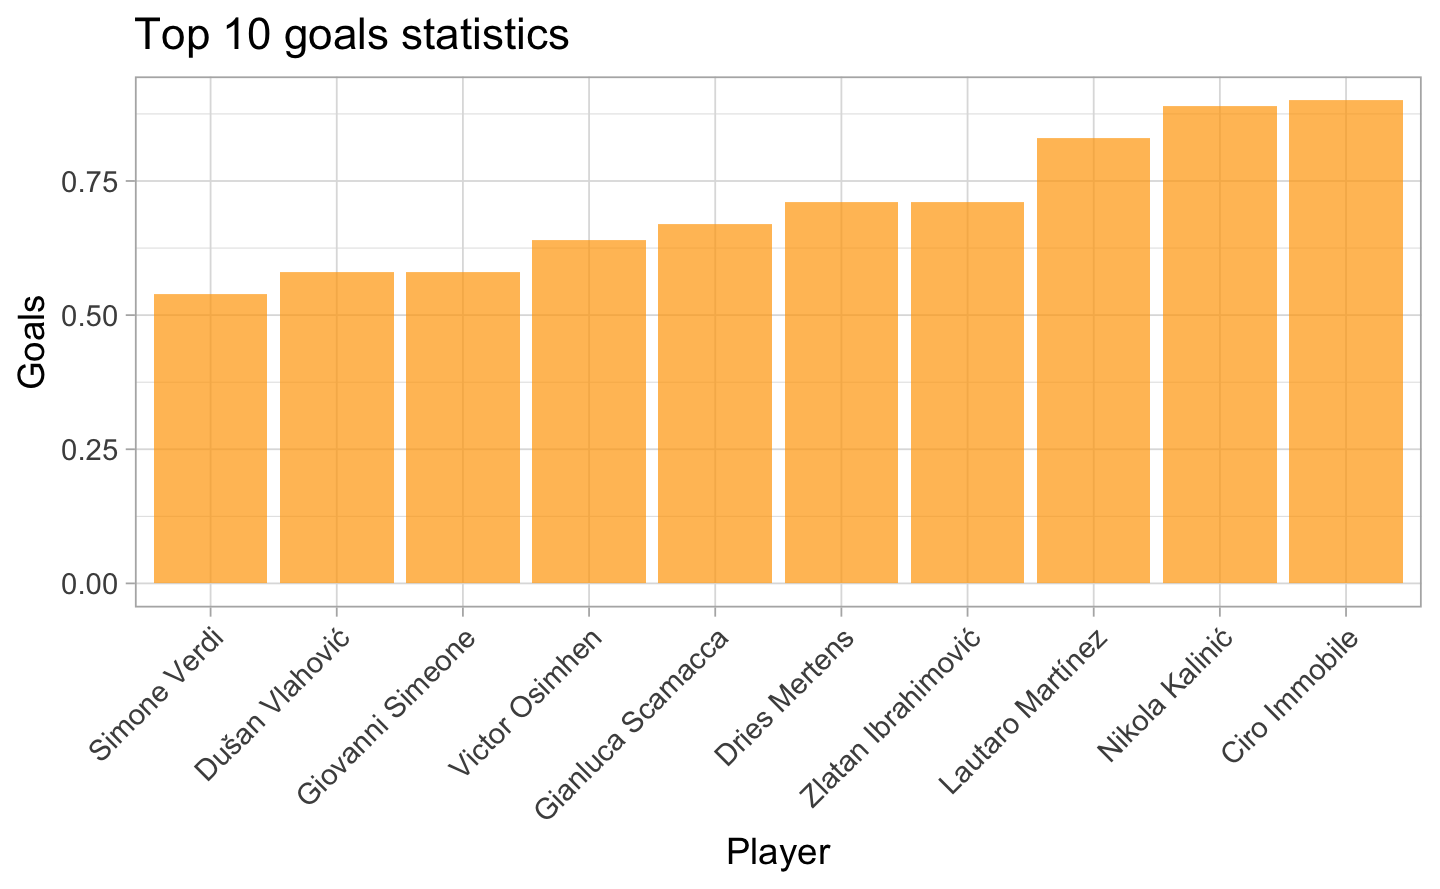 Top 10 goals statistics
Goals
0.75
0.50
0.25
0.00
Simone Verdi
Dušan Vlahović
Giovanni Simeone
Victor Osimhen
Gianluca Scamacca
Dries Mertens
Zlatan Ibrahimović
Lautaro Martínez
Nikola Kalinić
Ciro Immobile
Player